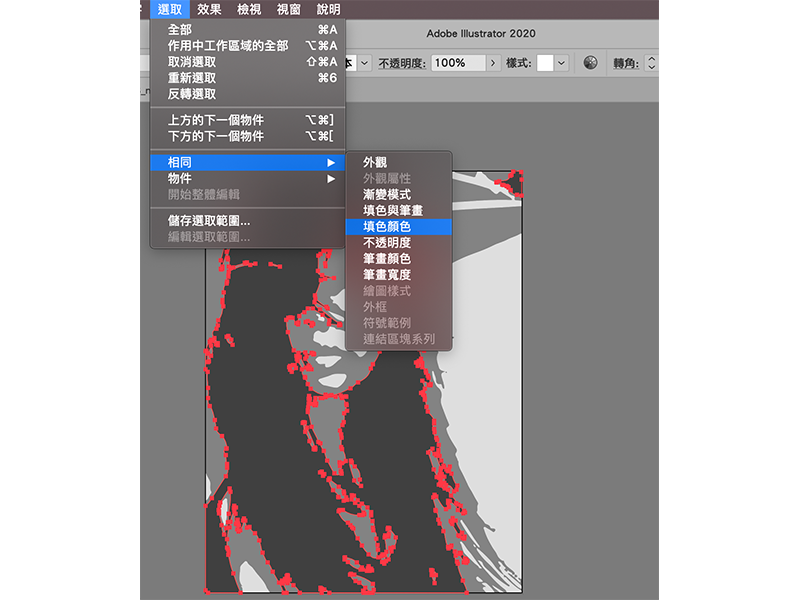 選取 效果 檢視 視窗 說明
Adobe Illustrator 2020
本 不透明度: 100% 樣式: 轉角:
全部 ⌘A
作用中工作區域的全部 ⌥⌘A
取消選取 ⇧⌘A
重新選取 ⌘6
反轉選取
上方的下一個物件 ⌥⌘]
下方的下一個物件 ⌥⌘[
相同
物件
開始整體編輯
儲存選取範圍...
編輯選取範圍...
外觀
外觀屬性
漸變模式
填色與筆畫
填色顏色
不透明度
筆畫顏色
筆畫寬度
繪圖樣式
外框
符號範例
連結區塊系列